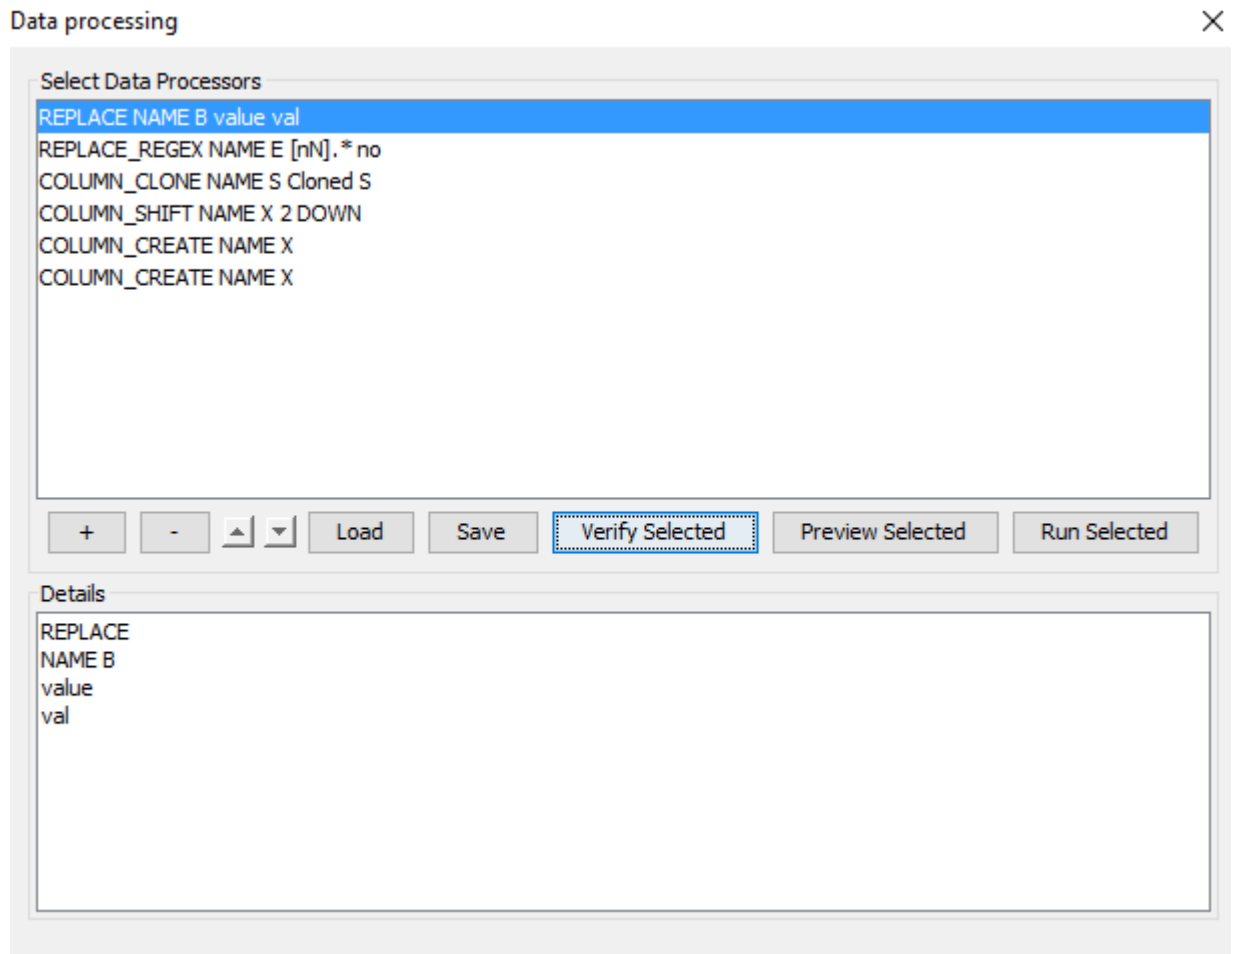 Data processing
Select Data Processors
REPLACE NAME B value val
REPLACE_REGEX NAME E [nN].* no
COLUMN_CLONE NAME S Cloned S
COLUMN_SHIFT NAME X 2 DOWN
COLUMN_CREATE NAME X
COLUMN_CREATE NAME X
+ - Load Save Verify Selected Preview Selected Run Selected
Details
REPLACE
NAME B
value
val